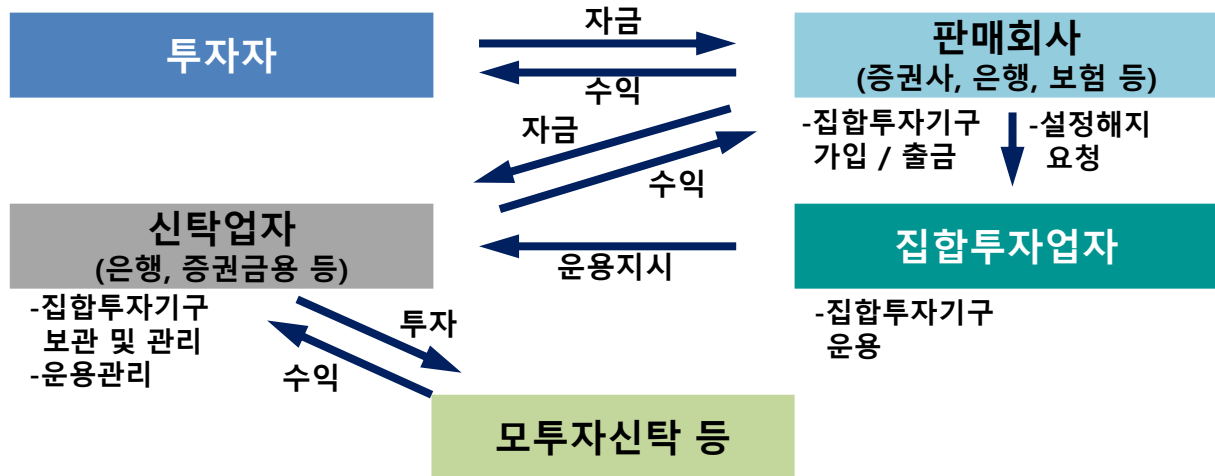 투자자
자금
수익
판매회사
(증권사, 은행, 보험 등)
-집합투자기구
가입 / 출금
-설정해지
요청
자금
수익
신탁업자
(은행, 증권금융 등)
-집합투자기구
보관 및 관리
-운용관리
운용지시
집합투자업자
-집합투자기구
운용
투자
수익
모투자신탁 등